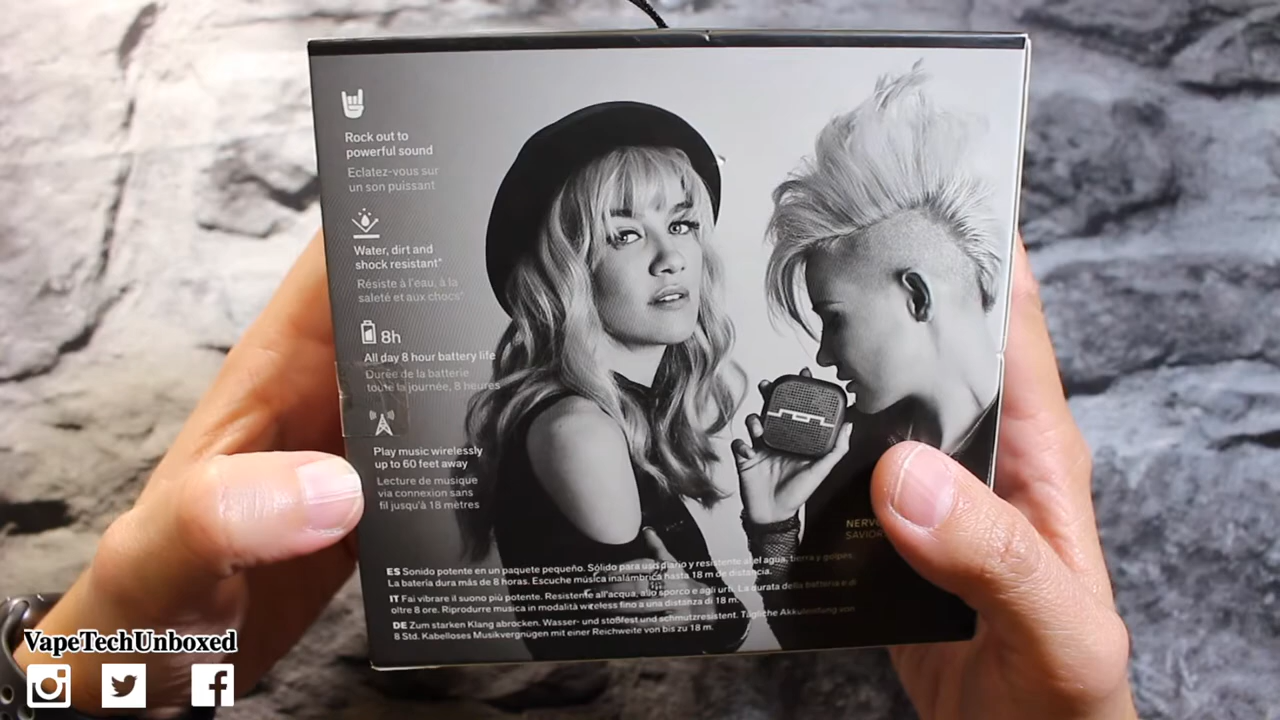 Rock out to
powerful sound
Eclatez-vous sur
un son puissant
Water, dirt and
shock resistant*
Résiste à l'eau, à la
saleté et aux chocs*
8h
All day 8 hour battery life
Durée de la batterie
toute la journée, 8 heures
Play music wirelessly
up to 60 feet away
Lecture de musique
via connexion sans
fil jusqu'à 18 mètres
ES Sonido potente en un paquete pequeño. Sólido para uso diario y resistente al el agua, tierra y golpes.
La batería dura más de 8 horas. Escuche música inalámbrica hasta 18 m de distancia.
IT Fai vibrare il suono più potente. Resistente all'acqua, allo sporco e agli urti. La durata della batteria è di
oltre 8 ore. Riprodurre musica in modalità wireless fino a una distanza di 18 m.
DE Zum starken Klang abrocken. Wasser- und stoßfest und schmutzresistent. Tägliche Akkuleistung von
8 Std. Kabelloses Musikvergnügen mit einer Reichweite von bis zu 18 m.
VapeTechUnboxed